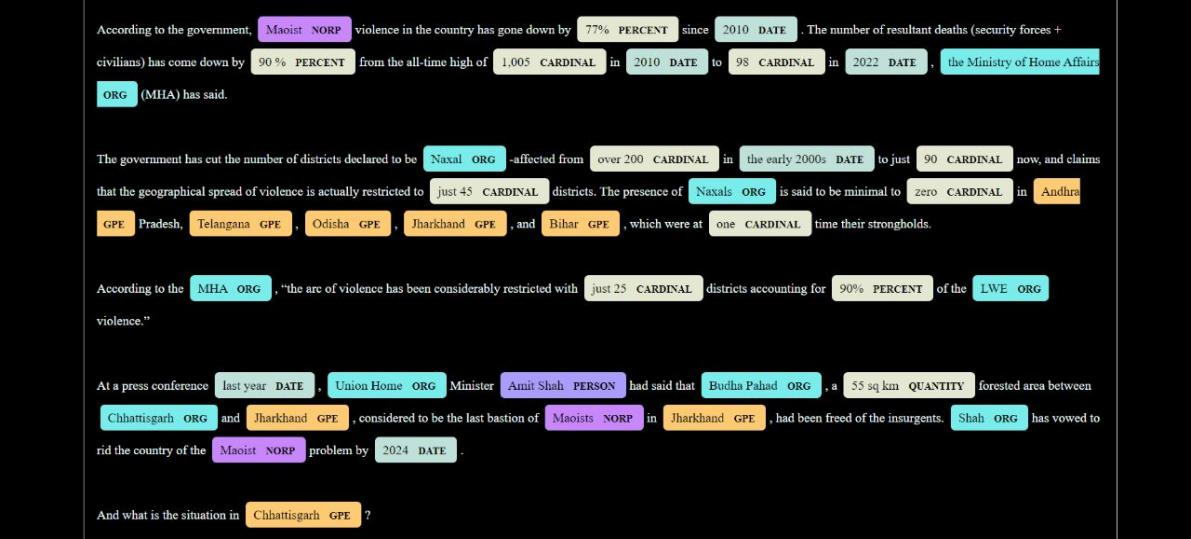 According to the government, Maoist NORP violence in the country has gone down by 77% PERCENT since 2010 DATE . The number of resultant deaths (security forces +
civilians) has come down by 90 % PERCENT from the all-time high of 1,005 CARDINAL in 2010 DATE to 98 CARDINAL in 2022 DATE , the Ministry of Home Affairs
ORG (MHA) has said.
The government has cut the number of districts declared to be Naxal ORG -affected from over 200 CARDINAL in the early 2000s DATE to just 90 CARDINAL now, and claims
that the geographical spread of violence is actually restricted to just 45 CARDINAL districts. The presence of Naxals ORG is said to be minimal to zero CARDINAL in Andhra
GPE Pradesh, Telangana GPE , Odisha GPE , Jharkhand GPE , and Bihar GPE , which were at one CARDINAL time their strongholds.
According to the MHA ORG , “the arc of violence has been considerably restricted with just 25 CARDINAL districts accounting for 90% PERCENT of the LWE ORG
violence.”
At a press conference last year DATE , Union Home ORG Minister Amit Shah PERSON had said that Budha Pahad ORG , a 55 sq km QUANTITY forested area between
Chhattisgarh ORG and Jharkhand GPE , considered to be the last bastion of Maoists NORP in Jharkhand GPE , had been freed of the insurgents. Shah ORG has vowed to
rid the country of the Maoist NORP problem by 2024 DATE .
And what is the situation in Chhattisgarh GPE ?